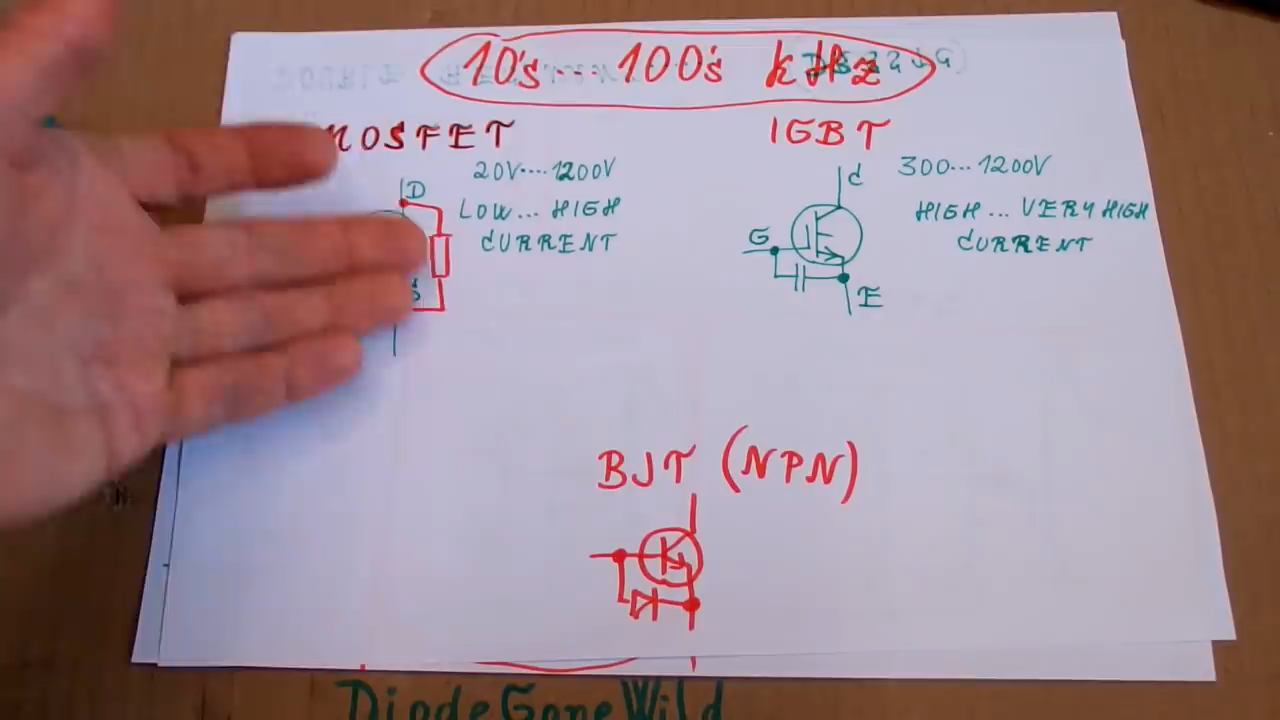 10's... 100's kHz
MOSFET
IGBT
20V....1200V
LOW... HIGH
CURRENT
D
S
300...1200V
HIGH... VERY HIGH
CURRENT
C
G
E
BJT (NPN)
DiodeGoneWild